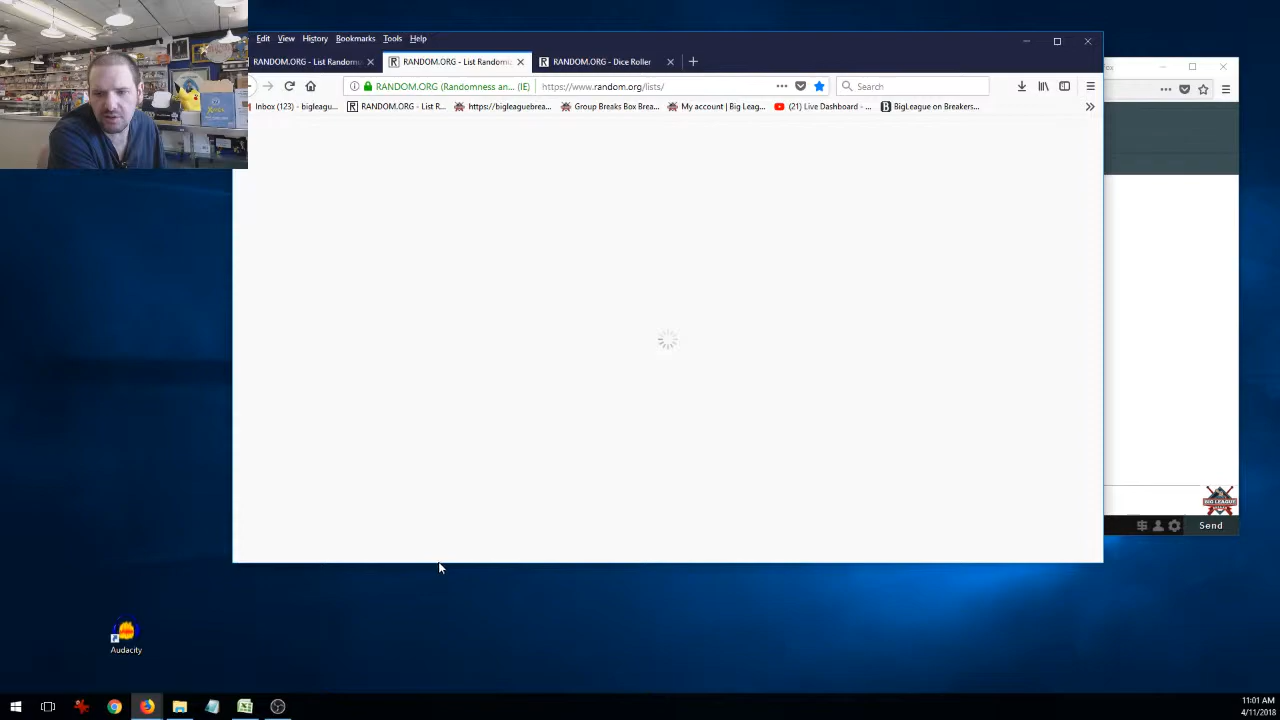 Edit View History Bookmarks Tools Help
RANDOM.ORG - List Random
RANDOM.ORG - List Random
RANDOM.ORG - Dice Roller
RANDOM.ORG (Randomness an... (IE)
https://www.random.org/lists/
Search
Inbox (123) - bigleagu...
RANDOM.ORG - List R...
https://bigleaguebrea...
Group Breaks Box Brea...
My account | Big Leag...
(21) Live Dashboard - ...
BigLeague on Breakers...
BIG LEAGUE
Send
Audacity
11:01 AM
4/11/2018